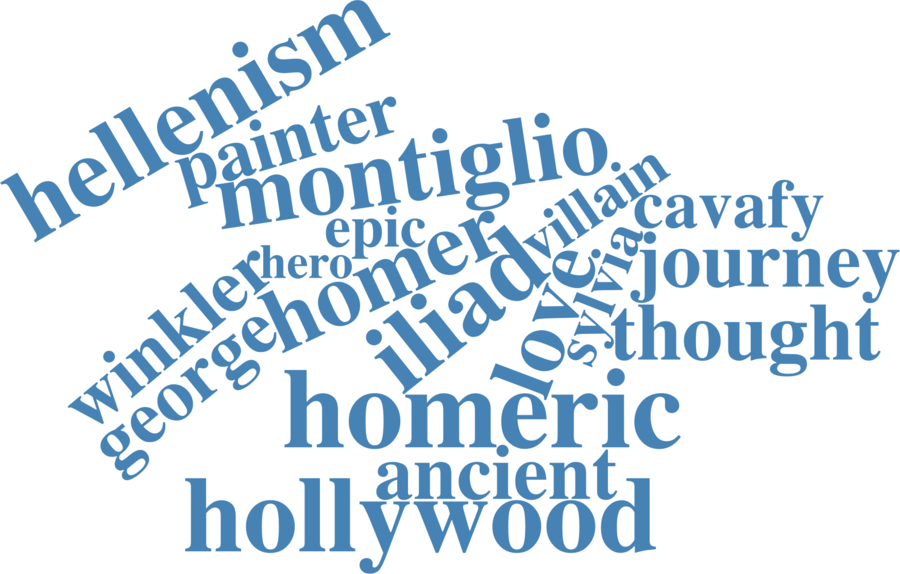 hellenism
painter
montiglio
villain
cavafy
epic
homer
hero
iliad
love
sylvia
journey
winkler
george
thought
homeric
ancient
hollywood